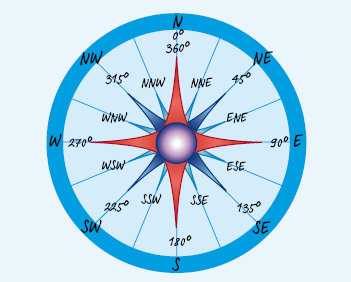 N
0°
360°
NW
NE
315°
NNW
NNE
45°
WNW
ENE
W
270°
90°
E
WSW
ESE
225°
SSW
SSE
135°
SW
SE
180°
S